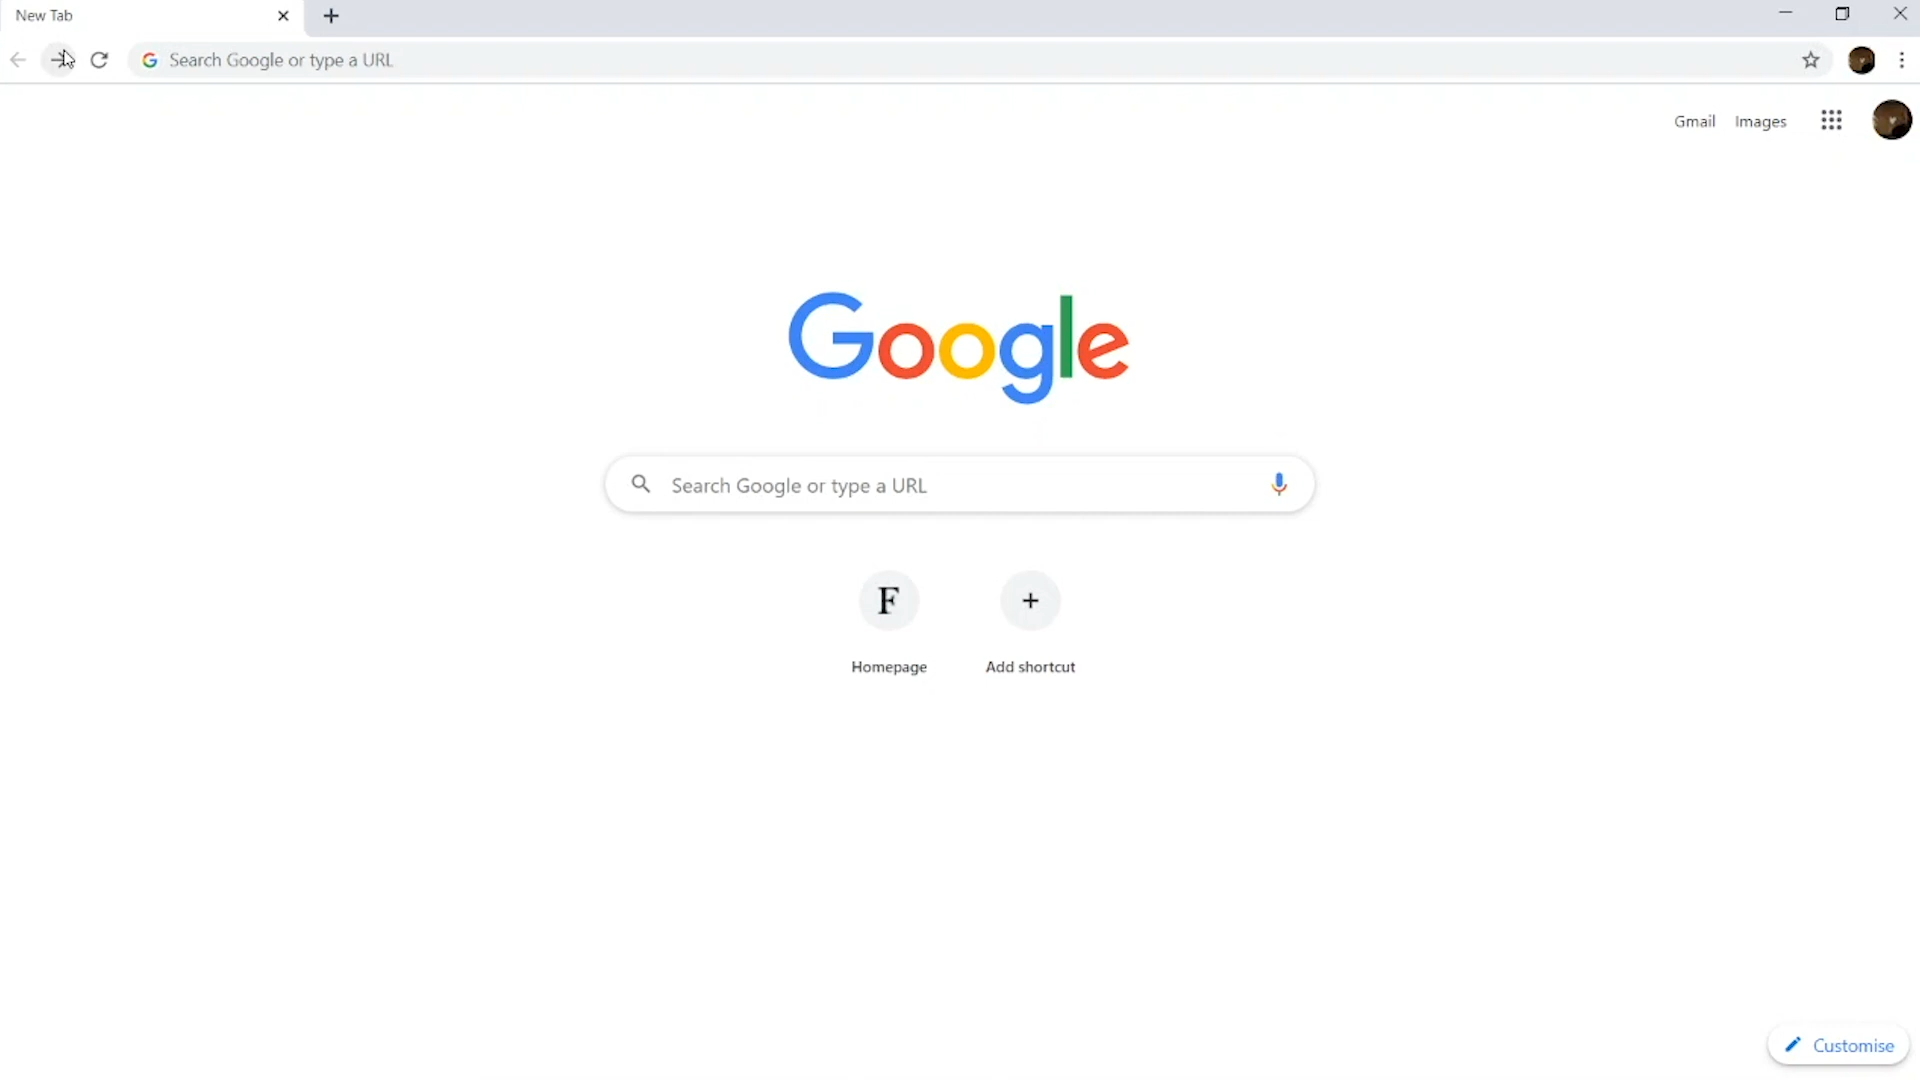 New Tab
Search Google or type a URL
Gmail Images
Google
Search Google or type a URL
F
Homepage Add shortcut
Customise